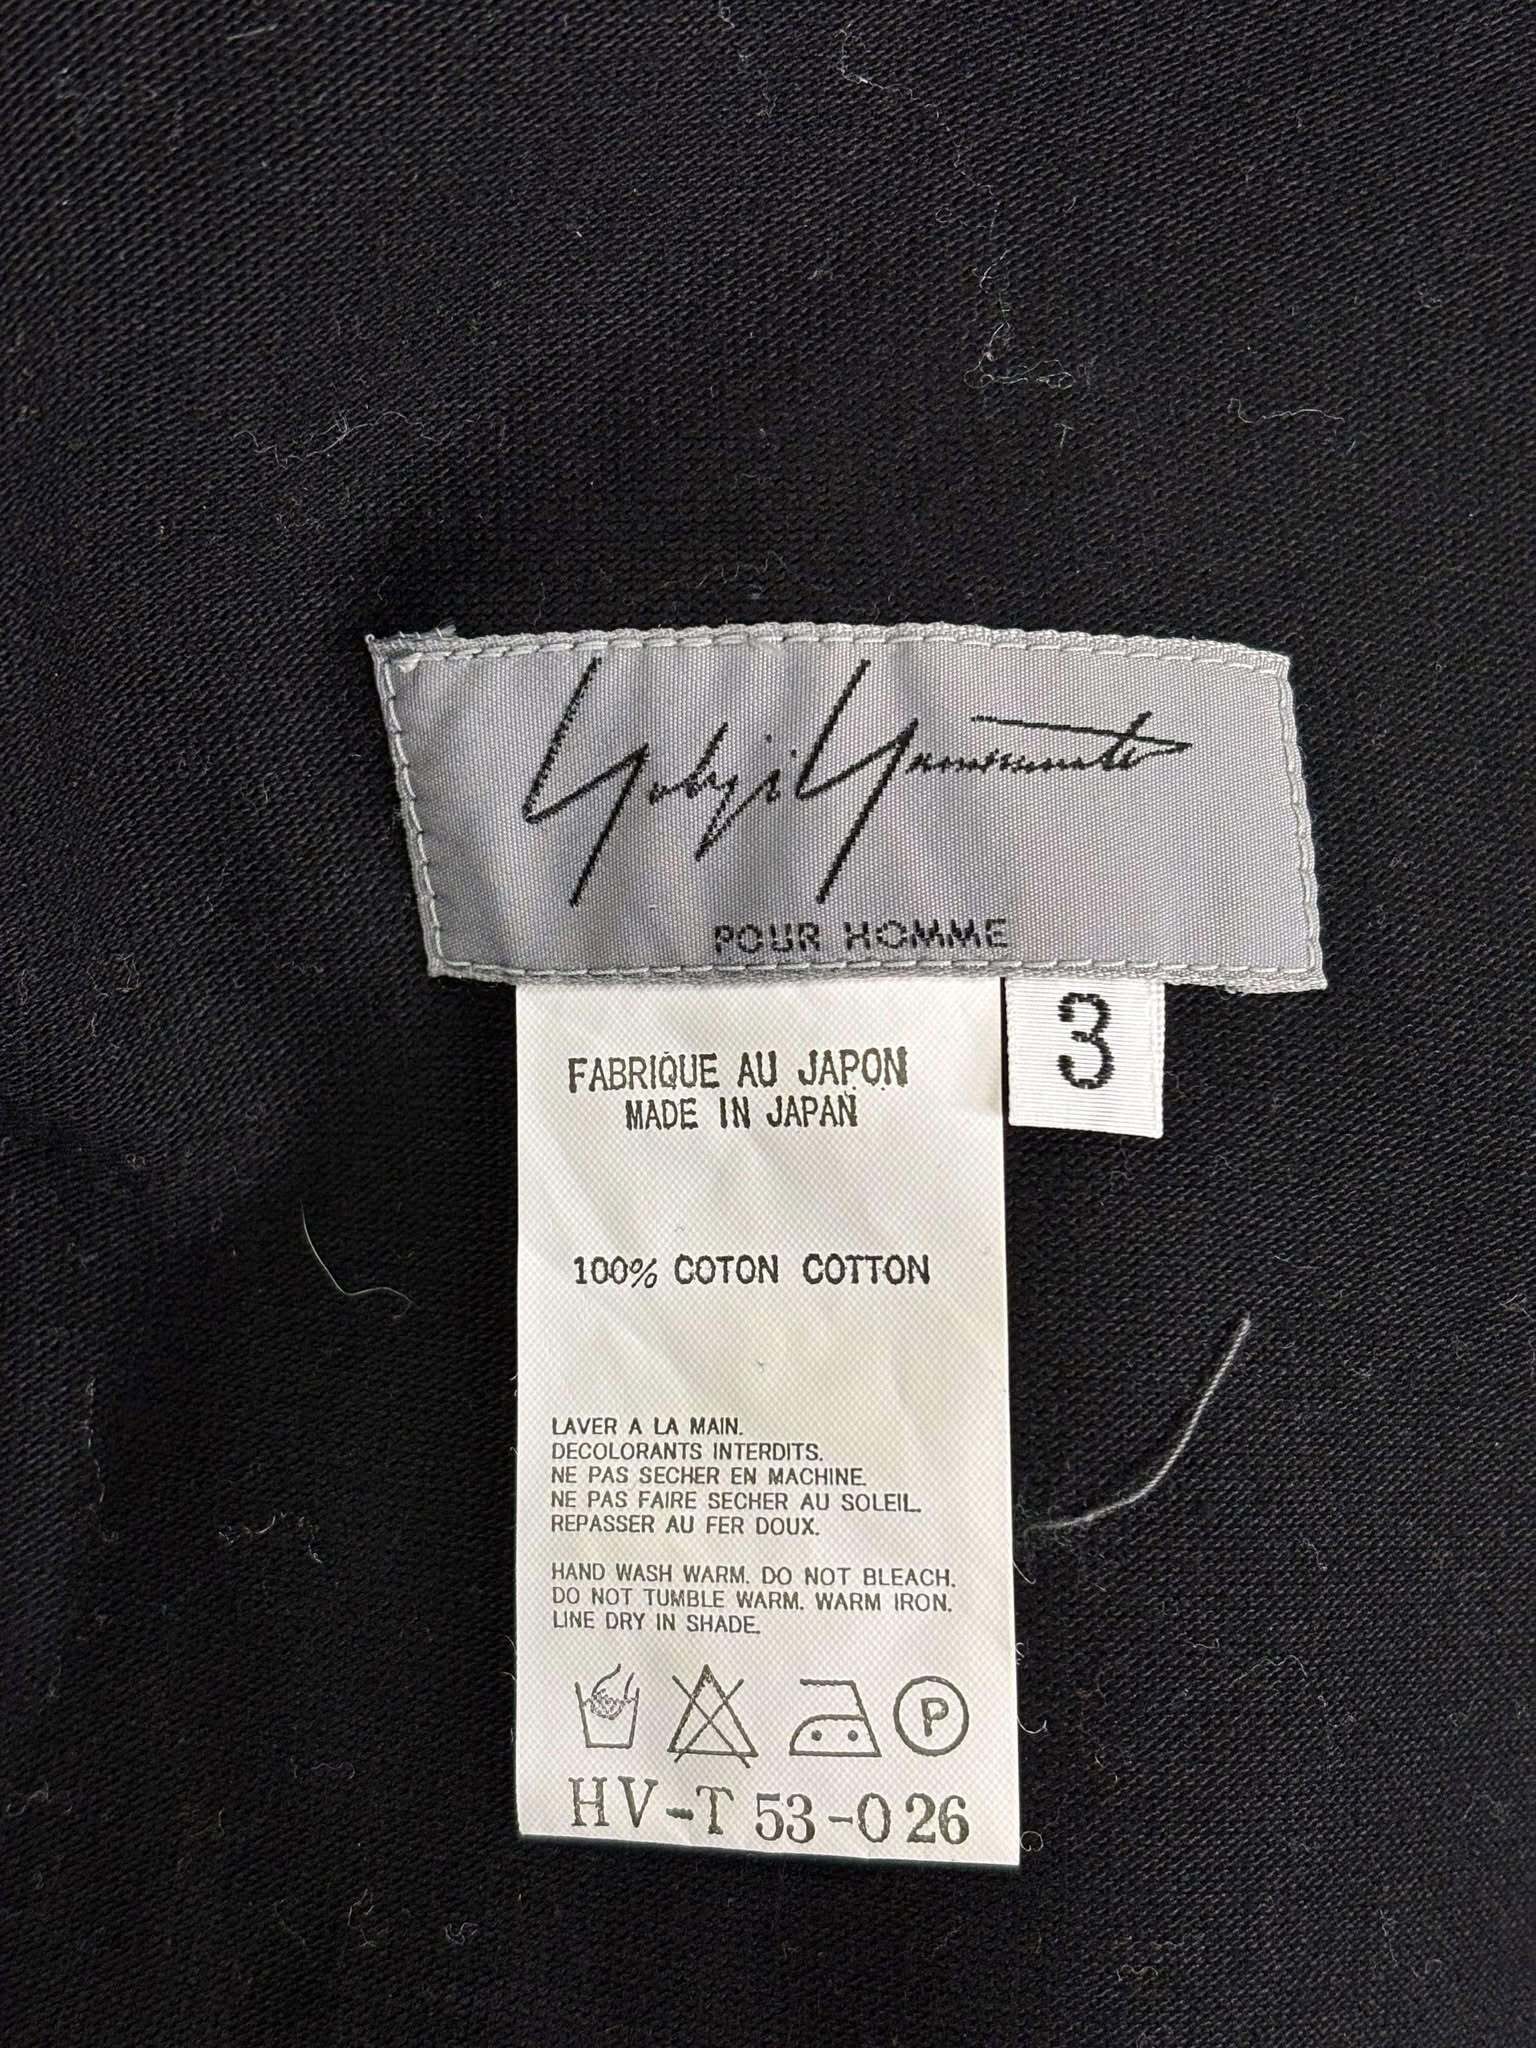 Yohji Yamamoto
POUR HOMME
3
FABRIQUE AU JAPON
MADE IN JAPAN
100% COTON COTTON
LAVER A LA MAIN.
DECOLORANTS INTERDITS.
NE PAS SECHER EN MACHINE.
NE PAS FAIRE SECHER AU SOLEIL.
REPASSER AU FER DOUX.
HAND WASH WARM. DO NOT BLEACH.
DO NOT TUMBLE WARM. WARM IRON.
LINE DRY IN SHADE.
P
HV-T53-026